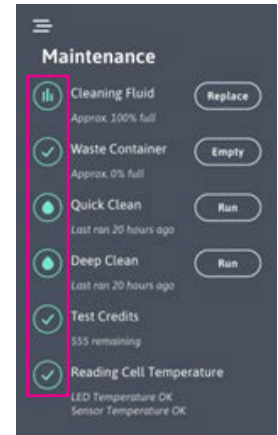 Maintenance
Cleaning Fluid
Replace
Approx. 100% full
Waste Container
Empty
Approx. 0% full
Quick Clean
Run
Last ran 20 hours ago
Deep Clean
Run
Last ran 20 hours ago
Test Credits
555 remaining
Reading Cell Temperature
LED Temperature OK
Sensor Temperature OK